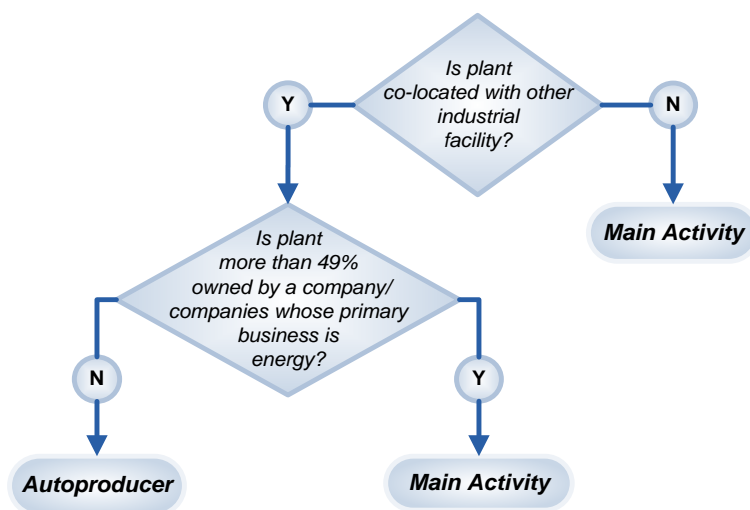 Is plant
co-located with other
industrial
facility?
Y
N
Main Activity
Is plant
more than 49%
owned by a company/
companies whose primary
business is
energy?
N
Y
Autoproducer
Main Activity